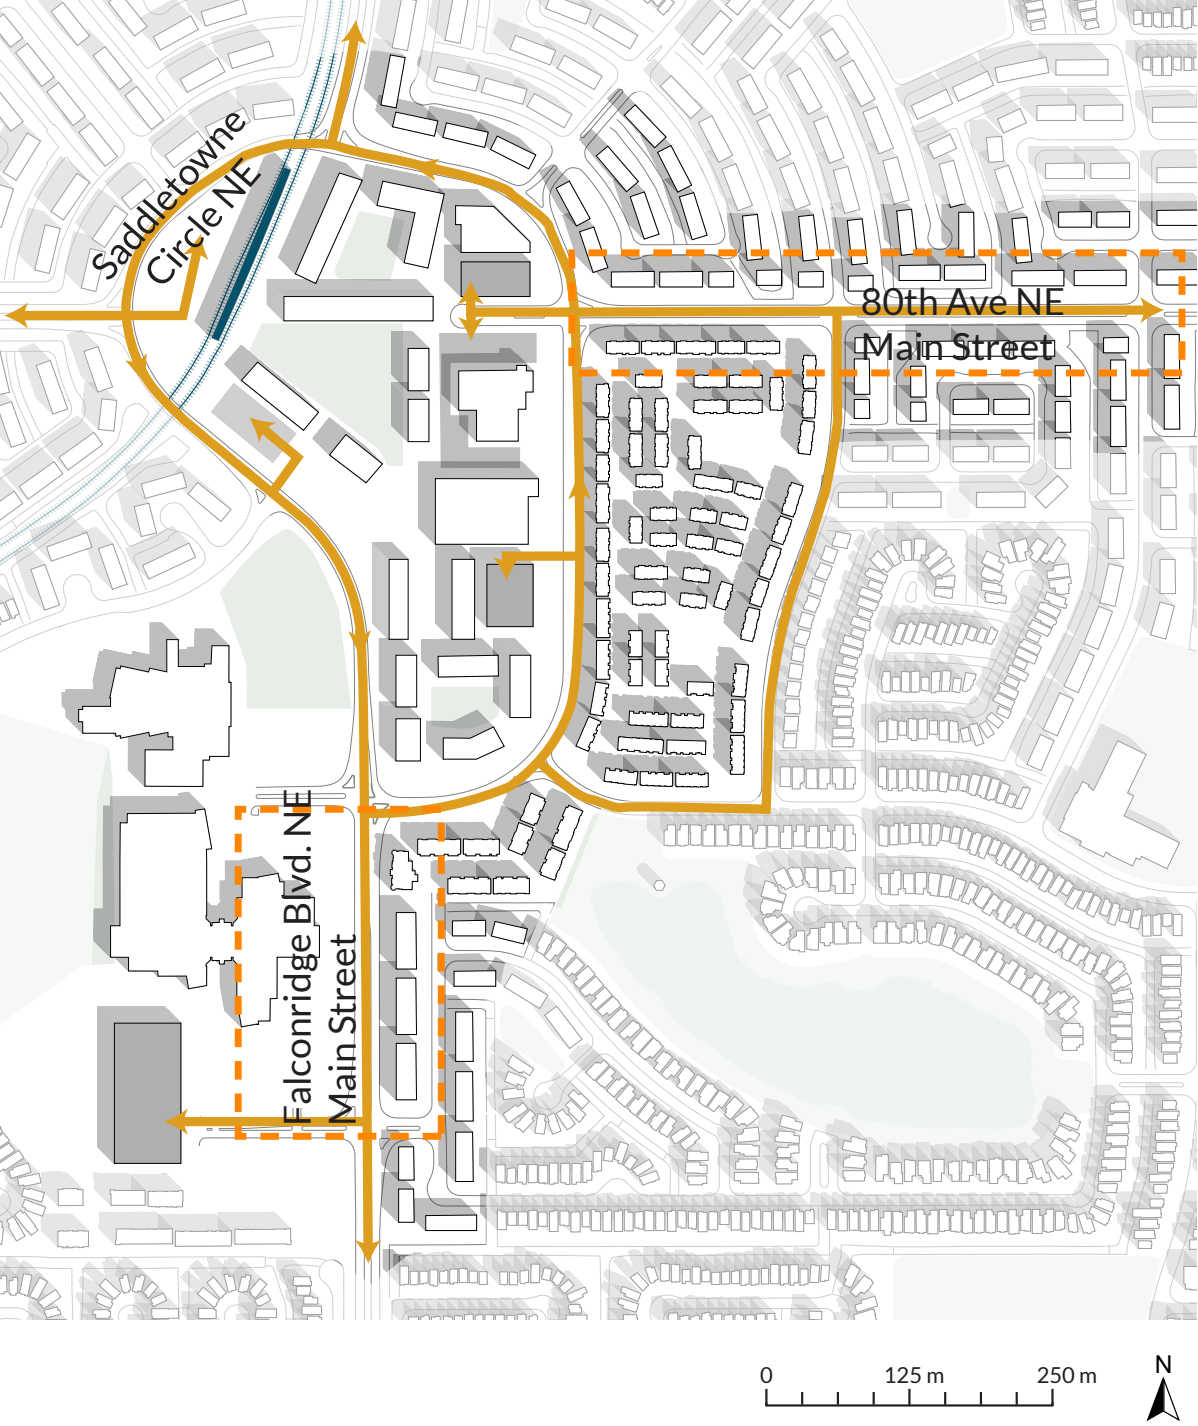 Saddletowne
Circle NE
80th Ave NE
Main Street
Falconridge Blvd. NE
Main Street
0 125 m 250 m
N